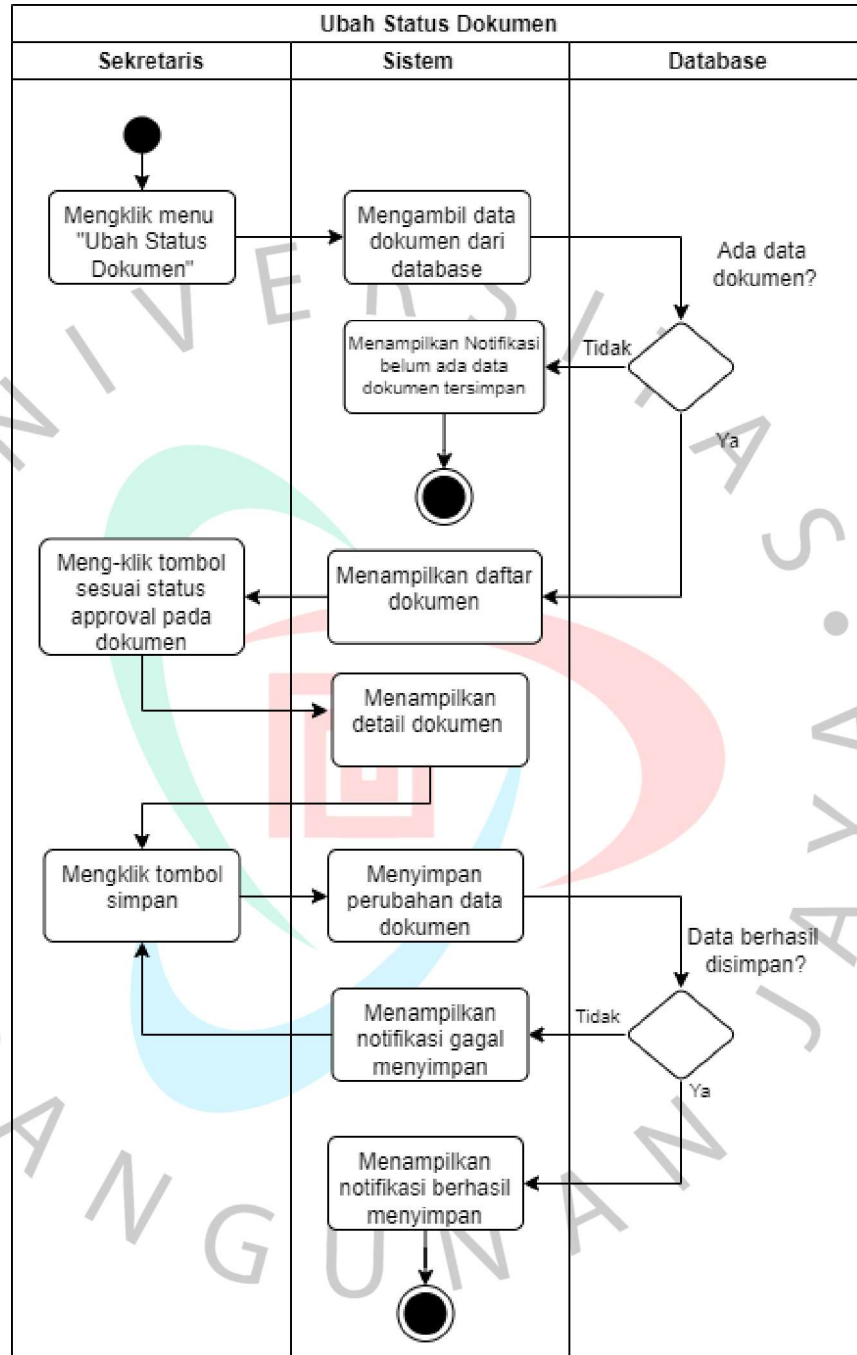 Ubah Status Dokumen
Sekretaris
Sistem
Database
Mengklik menu
"Ubah Status
Dokumen"
Mengambil data
dokumen dari
database
Ada data
dokumen?
Menampilkan Notifikasi
belum ada data
dokumen tersimpan
Tidak
Ya
Meng-klik tombol
sesuai status
approval pada
dokumen
Menampilkan daftar
dokumen
Menampilkan
detail dokumen
Mengklik tombol
simpan
Menyimpan
perubahan data
dokumen
Data berhasil
disimpan?
Menampilkan
notifikasi gagal
menyimpan
Tidak
Ya
Menampilkan
notifikasi berhasil
menyimpan
UNIVERSITAS
ANGUNAN JAYA